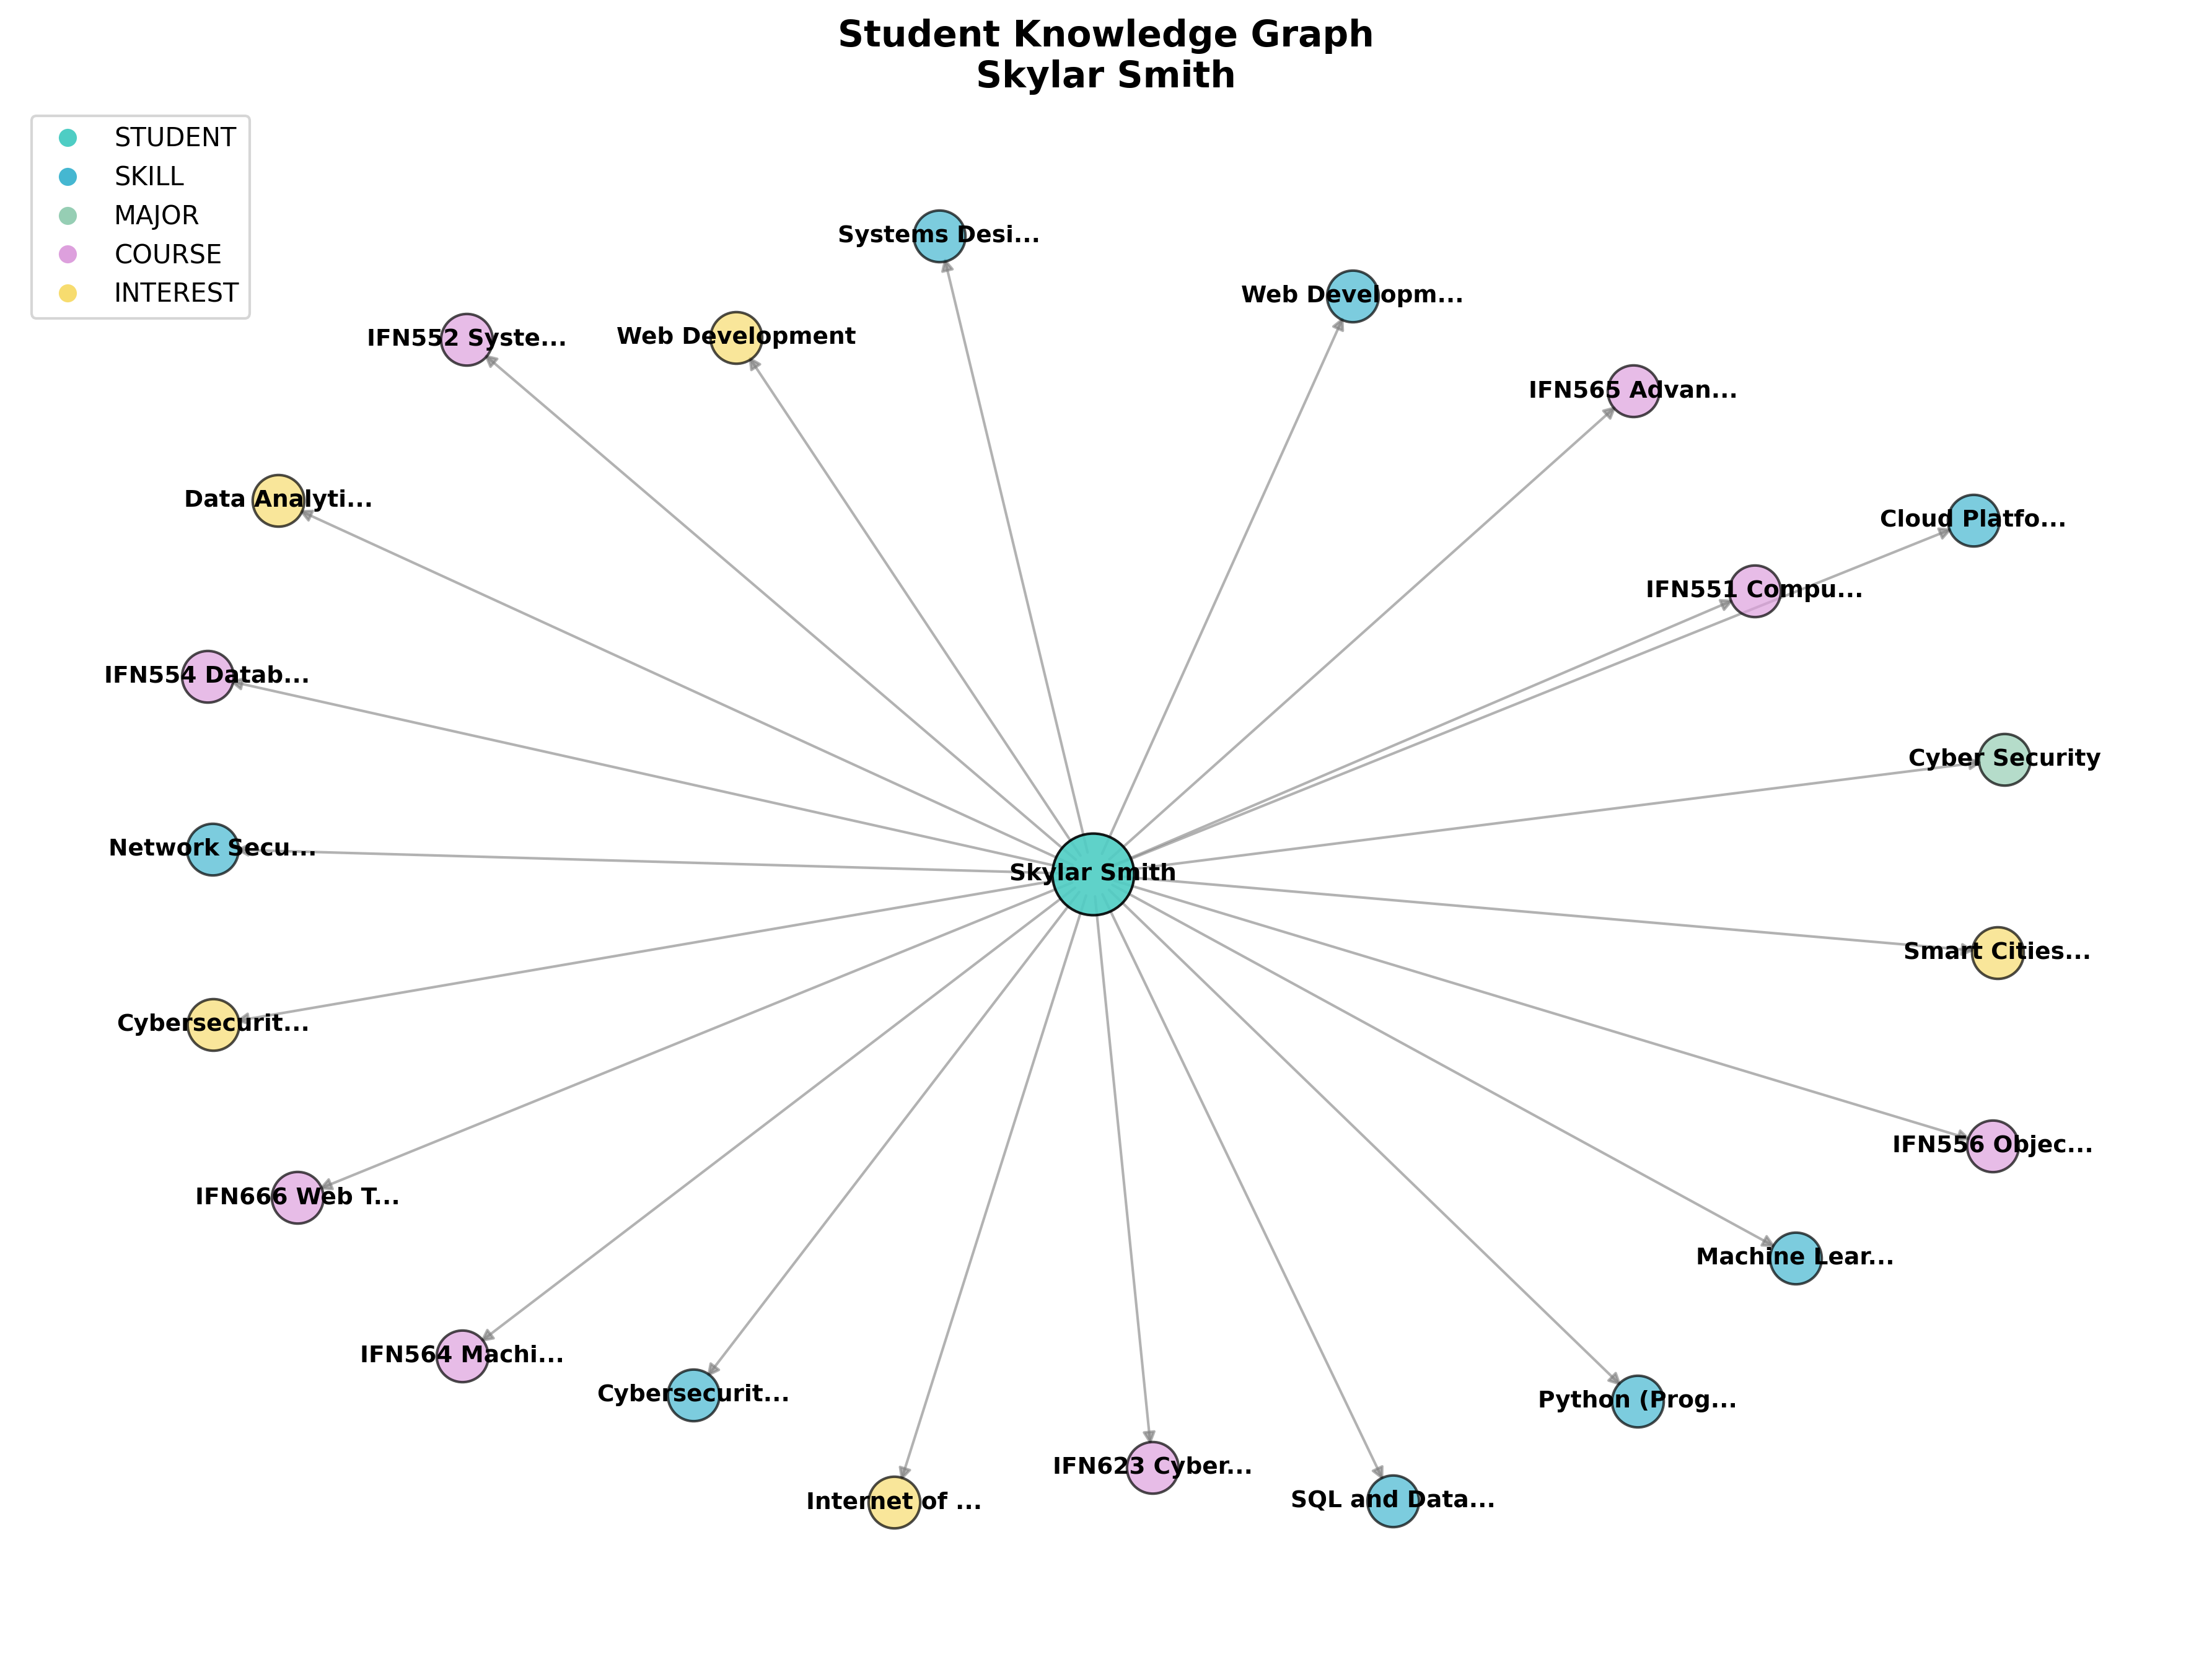 Student Knowledge Graph
Skylar Smith
STUDENT
SKILL
MAJOR
COURSE
INTEREST
Systems Desi...
Web Developm...
IFN552 Syste...
Web Development
IFN565 Advan...
Data Analyti...
Cloud Platfo...
IFN551 Compu...
IFN554 Datab...
Cyber Security
Network Secu...
Skylar Smith
Smart Cities...
Cybersecurit...
IFN556 Objec...
IFN666 Web T...
Machine Lear...
IFN564 Machi...
Cybersecurit...
Python (Prog...
IFN623 Cyber...
Internet of ...
SQL and Data...